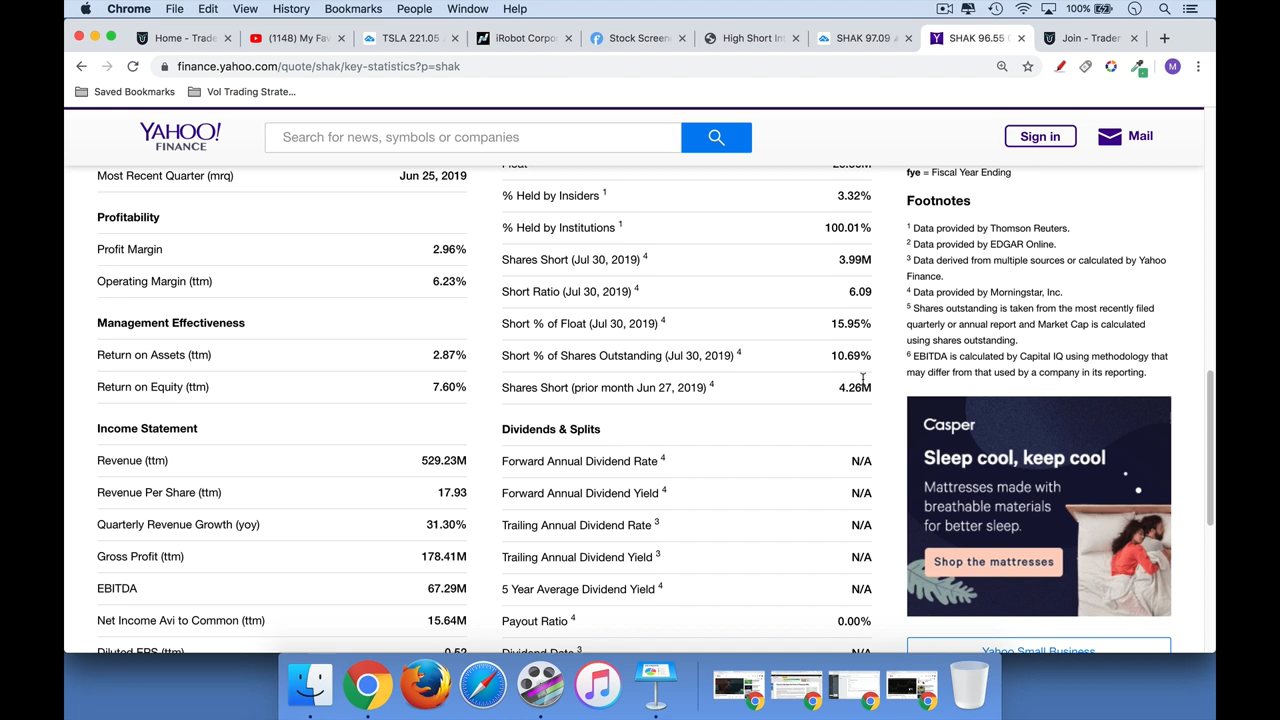 Chrome File Edit View History Bookmarks People Window Help 100%
Home - Trade
(1148) My Fav
TSLA 221.05
iRobot Corpo
Stock Screen
High Short In
SHAK 97.09
SHAK 96.55
Join - Trader
finance.yahoo.com/quote/shak/key-statistics?p=shak
M
Saved Bookmarks
Vol Trading Strate...
YAHOO!
FINANCE
Search for news, symbols or companies
Sign in
Mail
Most Recent Quarter (mrq) Jun 25, 2019
Profitability
Profit Margin 2.96%
Operating Margin (ttm) 6.23%
Management Effectiveness
Return on Assets (ttm) 2.87%
Return on Equity (ttm) 7.60%
Income Statement
Revenue (ttm) 529.23M
Revenue Per Share (ttm) 17.93
Quarterly Revenue Growth (yoy) 31.30%
Gross Profit (ttm) 178.41M
EBITDA 67.29M
Net Income Avi to Common (ttm) 15.64M
Diluted EPS (ttm) 0.52
% Held by Insiders 1 3.32%
% Held by Institutions 1 100.01%
Shares Short (Jul 30, 2019) 4 3.99M
Short Ratio (Jul 30, 2019) 4 6.09
Short % of Float (Jul 30, 2019) 4 15.95%
Short % of Shares Outstanding (Jul 30, 2019) 4 10.69%
Shares Short (prior month Jun 27, 2019) 4 4.26M
Dividends & Splits
Forward Annual Dividend Rate 4 N/A
Forward Annual Dividend Yield 4 N/A
Trailing Annual Dividend Rate 3 N/A
Trailing Annual Dividend Yield 3 N/A
5 Year Average Dividend Yield 4 N/A
Payout Ratio 4 0.00%
Dividend Date 3
fye = Fiscal Year Ending
Footnotes
1 Data provided by Thomson Reuters.
2 Data provided by EDGAR Online.
3 Data derived from multiple sources or calculated by Yahoo
Finance.
4 Data provided by Morningstar, Inc.
5 Shares outstanding is taken from the most recently filed
quarterly or annual report and Market Cap is calculated
using shares outstanding.
6 EBITDA is calculated by Capital IQ using methodology that
may differ from that used by a company in its reporting.
Casper
Sleep cool, keep cool
Mattresses made with
breathable materials
for better sleep.
Shop the mattresses
Yahoo Small Business